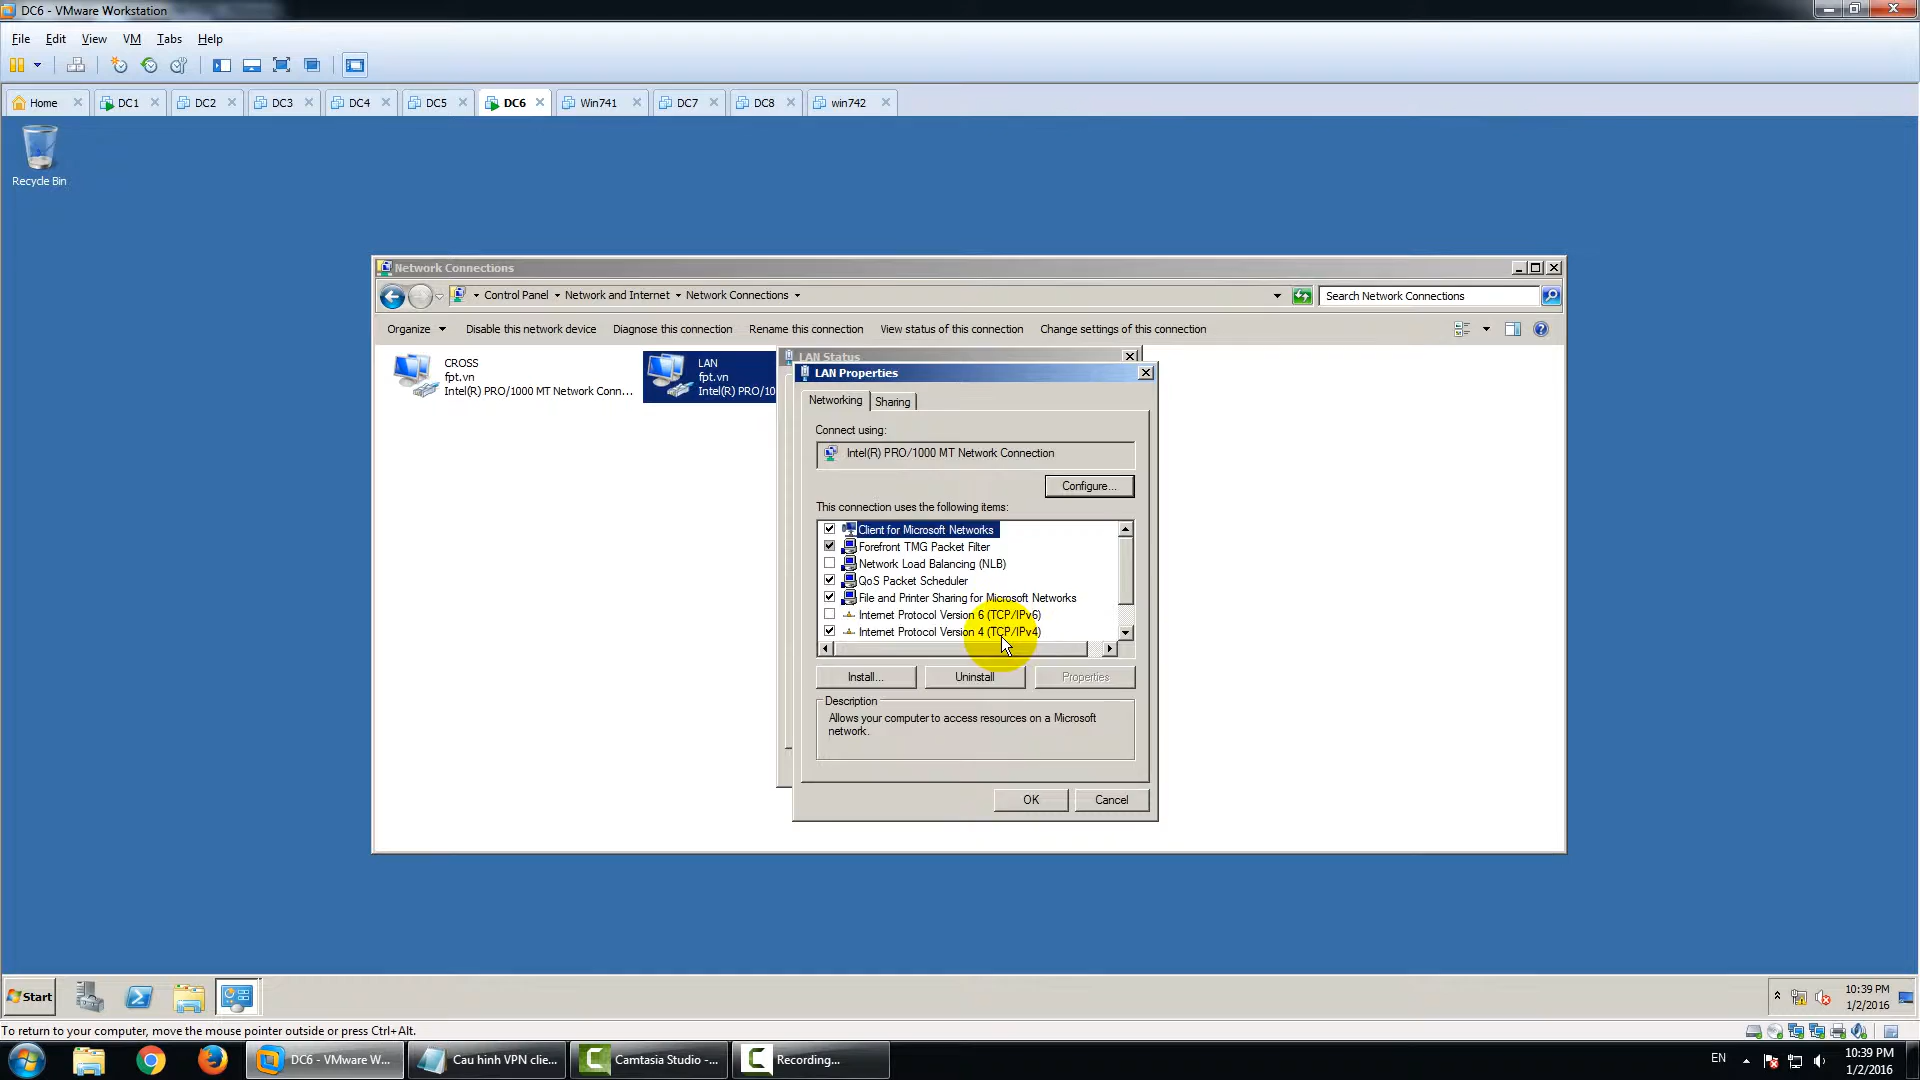 DC6 - VMware Workstation
File Edit View VM Tabs Help
Home DC1 DC2 DC3 DC4 DC5 DC6 Win741 DC7 DC8 win742
Recycle Bin
Network Connections
Control Panel Network and Internet Network Connections Search Network Connections
Organize Disable this network device Diagnose this connection Rename this connection View status of this connection Change settings of this connection
CROSS
fpt.vn
Intel(R) PRO/1000 MT Network Conn...
LAN
fpt.vn
Intel(R) PRO/10
LAN Status
LAN Properties
Networking Sharing
Connect using:
Intel(R) PRO/1000 MT Network Connection
Configure...
This connection uses the following items:
Client for Microsoft Networks
Forefront TMG Packet Filter
Network Load Balancing (NLB)
QoS Packet Scheduler
File and Printer Sharing for Microsoft Networks
Internet Protocol Version 6 (TCP/IPv6)
Internet Protocol Version 4 (TCP/IPv4)
Install... Uninstall Properties
Description
Allows your computer to access resources on a Microsoft
network.
OK Cancel
Start
10:39 PM
1/2/2016
To return to your computer, move the mouse pointer outside or press Ctrl+Alt.
DC6 - VMware W... Cau hinh VPN clie... Camtasia Studio -... Recording...
EN
10:39 PM
1/2/2016